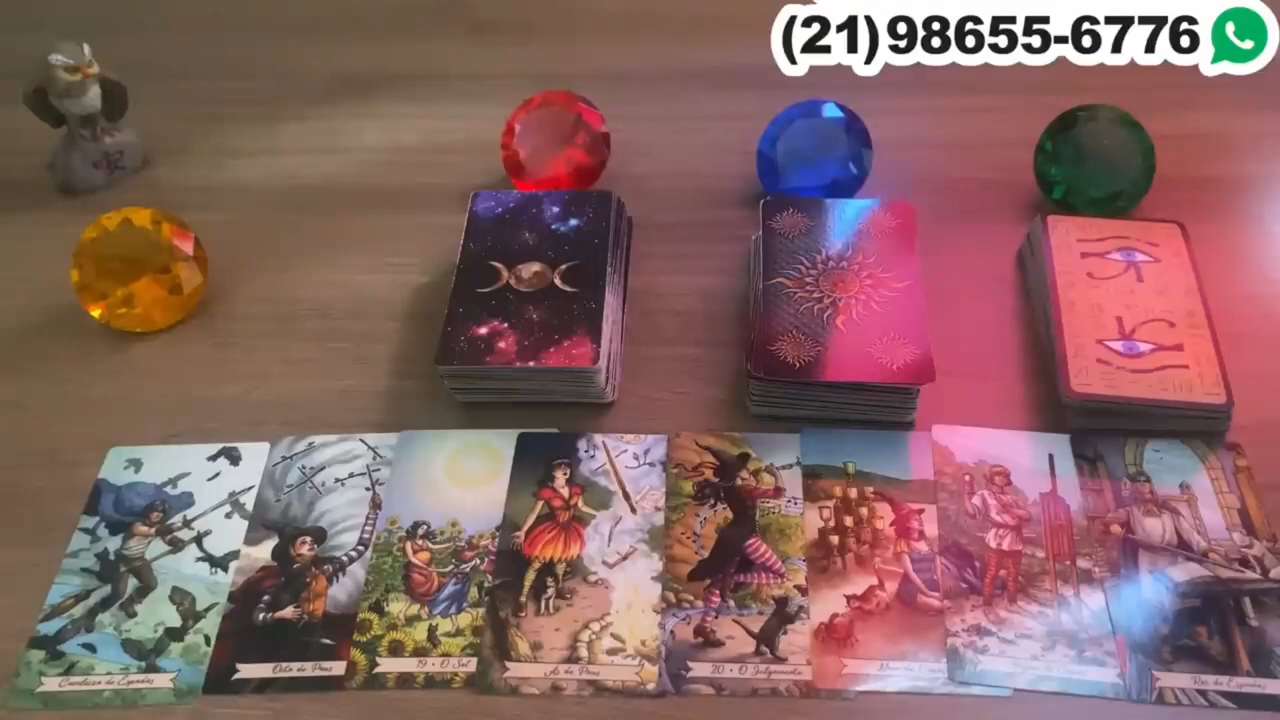 (21)98655-6776
Cavaleiro de Espadas
Oito de Paus
19 • O Sol
Ás de Paus
20 • O Julgamento
Rei de Espadas